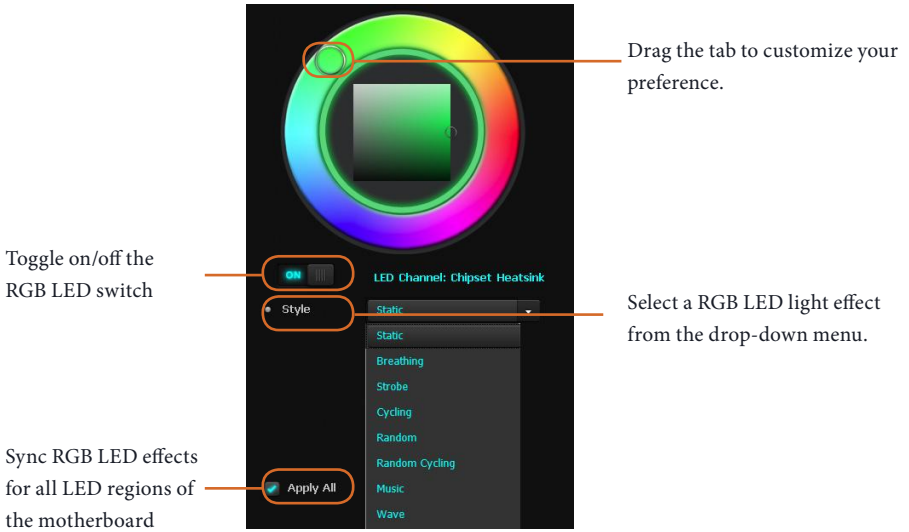 Drag the tab to customize your
preference.
Toggle on/off the
RGB LED switch
ON
LED Channel: Chipset Heatsink
Style
Static
Select a RGB LED light effect
from the drop-down menu.
Static
Breathing
Strobe
Cycling
Random
Random Cycling
Music
Wave
Sync RGB LED effects
for all LED regions of
the motherboard
Apply All